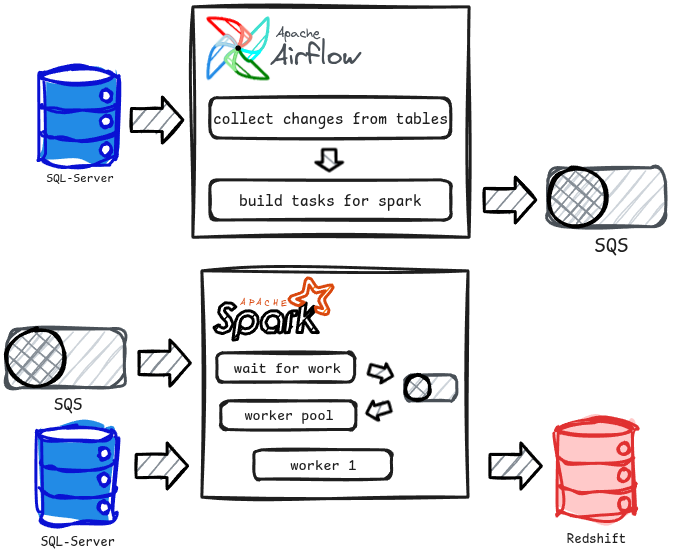 Apache
Airflow
collect changes from tables
SQL-Server
build tasks for spark
SQS
APACHE
Spark
wait for work
SQS
worker pool
worker 1
SQL-Server
Redshift